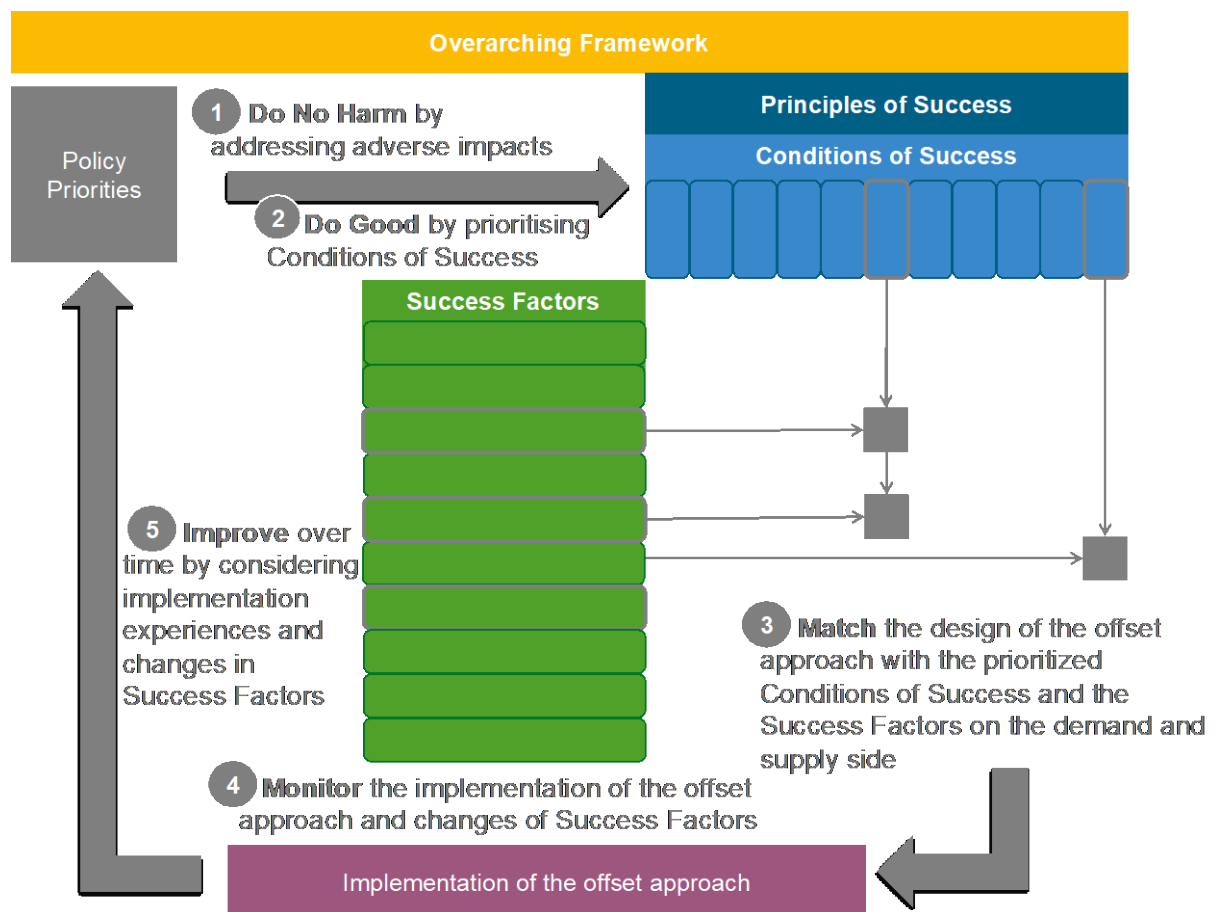 Overarching Framework
Policy
Priorities
1 Do No Harm by
addressing adverse impacts
2 Do Good by prioritising
Conditions of Success
Principles of Success
Conditions of Success
Success Factors
5 Improve over
time by considering
implementation
experiences and
changes in
Success Factors
3 Match the design of the offset
approach with the prioritized
Conditions of Success and the
Success Factors on the demand and
supply side
4 Monitor the implementation of the offset
approach and changes of Success Factors
Implementation of the offset approach